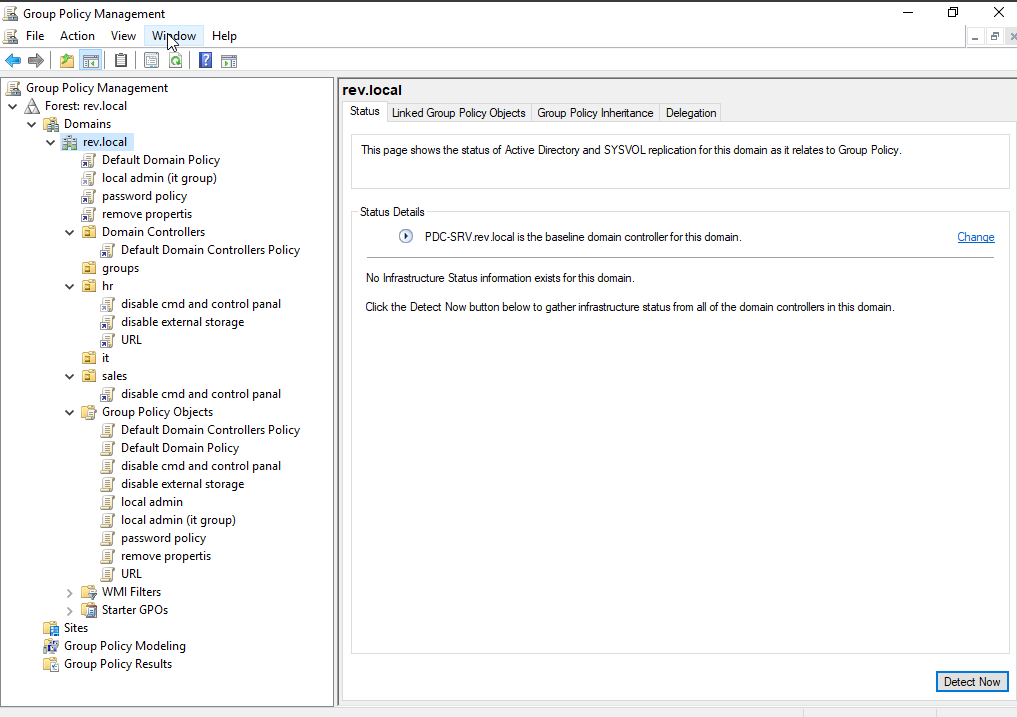 Group Policy Management
File Action View Window Help
Group Policy Management
Forest: rev.local
Domains
rev.local
Default Domain Policy
local admin (it group)
password policy
remove propertis
Domain Controllers
Default Domain Controllers Policy
groups
hr
disable cmd and control panal
disable external storage
URL
it
sales
disable cmd and control panal
Group Policy Objects
Default Domain Controllers Policy
Default Domain Policy
disable cmd and control panal
disable external storage
local admin
local admin (it group)
password policy
remove propertis
URL
WMI Filters
Starter GPOs
Sites
Group Policy Modeling
Group Policy Results
rev.local
Status Linked Group Policy Objects Group Policy Inheritance Delegation
This page shows the status of Active Directory and SYSVOL replication for this domain as it relates to Group Policy.
Status Details
PDC-SRV.rev.local is the baseline domain controller for this domain. Change
No Infrastructure Status information exists for this domain.
Click the Detect Now button below to gather infrastructure status from all of the domain controllers in this domain.
Detect Now